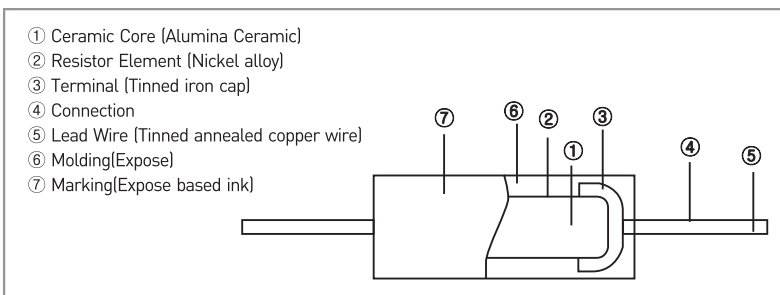 ① Ceramic Core (Alumina Ceramic)
② Resistor Element (Nickel alloy)
③ Terminal (Tinned iron cap)
④ Connection
⑤ Lead Wire (Tinned annealed copper wire)
⑥ Molding(Expose)
⑦ Marking(Expose based ink)
⑦ ⑥ ② ① ③ ④ ⑤